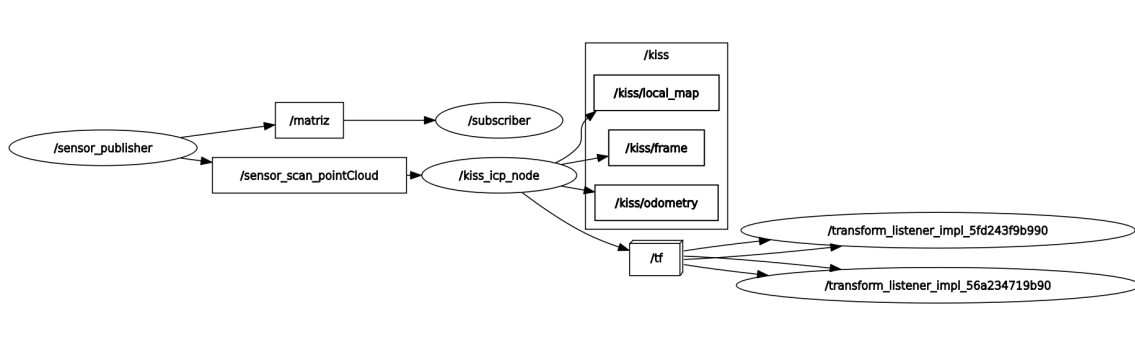 /kiss
/kiss/local_map
/matriz
/subscriber
/sensor_publisher
/kiss/frame
/sensor_scan_pointCloud
/kiss_icp_node
/kiss/odometry
/transform_listener_impl_5fd243f9b990
/tf
/transform_listener_impl_56a234719b90